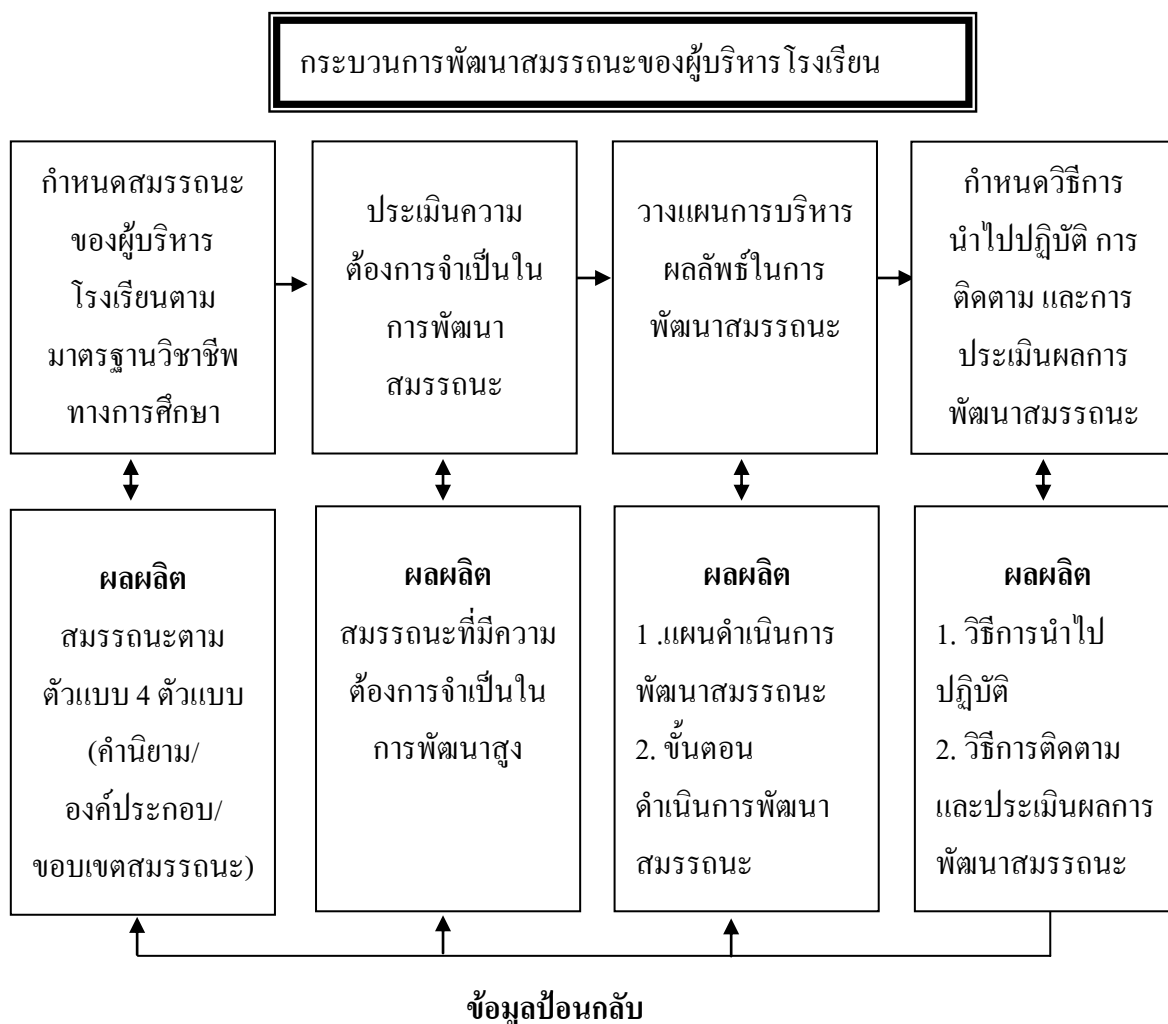 กระบวนการพัฒนาสมรรถนะของผู้บริหารโรงเรียน
กำหนดสมรรถนะ
ของผู้บริหาร
โรงเรียนตาม
มาตรฐานวิชาชีพ
ทางการศึกษา
ประเมินความ
ต้องการจำเป็นใน
การพัฒนา
สมรรถนะ
วางแผนการบริหาร
ผลลัพธ์ในการ
พัฒนาสมรรถนะ
กำหนดวิธีการ
นำไปปฏิบัติ การ
ติดตาม และการ
ประเมินผลการ
พัฒนาสมรรถนะ
ผลผลิต
สมรรถนะตาม
ตัวแบบ 4 ตัวแบบ
(คำนิยาม/
องค์ประกอบ/
ขอบเขตสมรรถนะ)
ผลผลิต
สมรรถนะที่มีความ
ต้องการจำเป็นใน
การพัฒนาสูง
ผลผลิต
1 .แผนดำเนินการ
พัฒนาสมรรถนะ
2. ขั้นตอน
ดำเนินการพัฒนา
สมรรถนะ
ผลผลิต
1. วิธีการนำไป
ปฏิบัติ
2. วิธีการติดตาม
และประเมินผลการ
พัฒนาสมรรถนะ
ข้อมูลป้อนกลับ